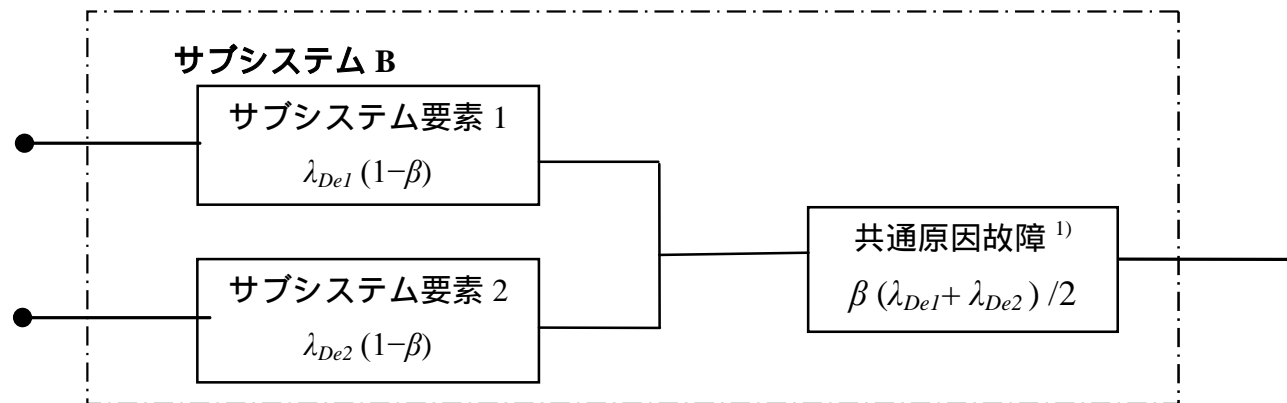 サブシステム B
サブシステム要素 1
λDe1 (1−β)
サブシステム要素 2
λDe2 (1−β)
共通原因故障 1)
β (λDe1+ λDe2 ) /2